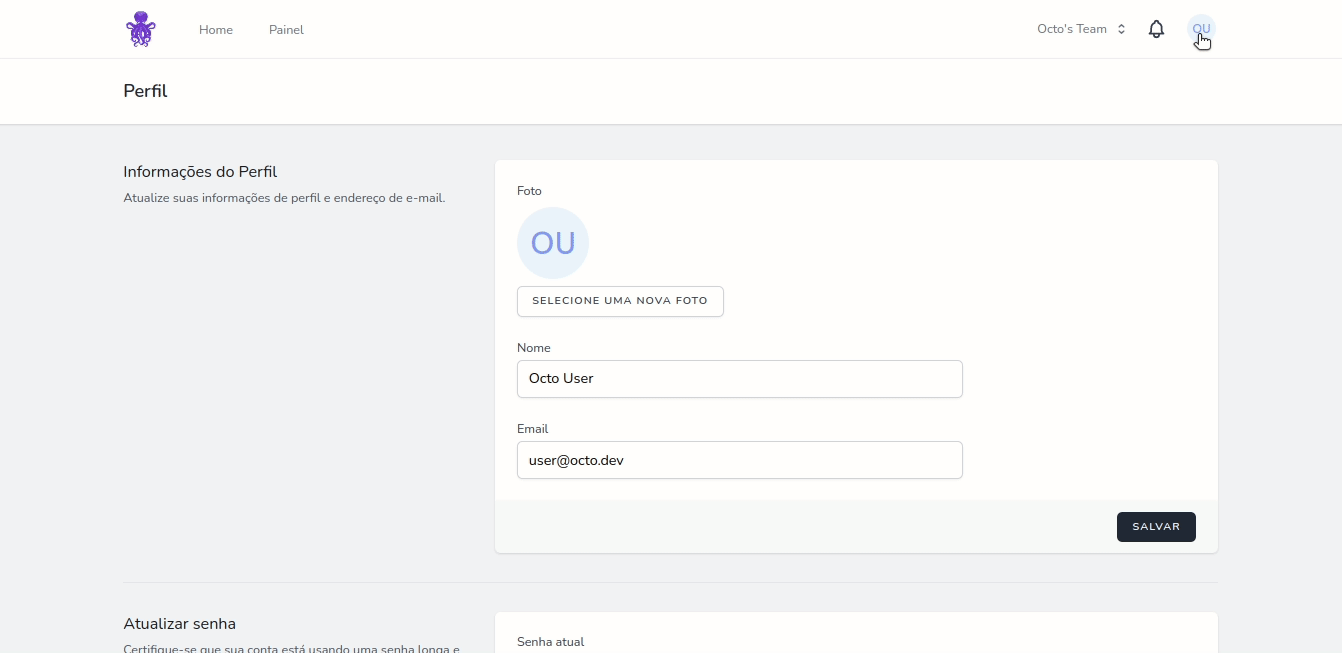 Home Painel Octo's Team OU
Perfil
Informações do Perfil
Atualize suas informações de perfil e endereço de e-mail.
Foto
OU
SELECIONE UMA NOVA FOTO
Nome
Octo User
Email
user@octo.dev
SALVAR
Atualizar senha
Certifique-se que sua conta está usando uma senha longa e
Senha atual